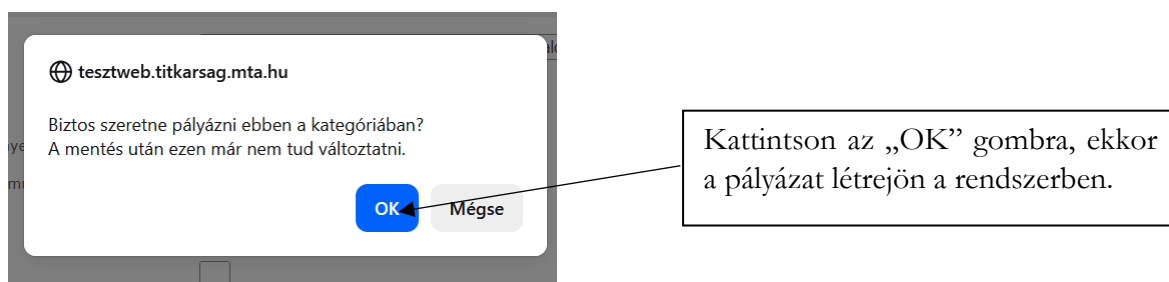 tesztweb.titkarsag.mta.hu
Biztos szeretne pályázni ebben a kategóriában?
A mentés után ezen már nem tud változtatni.
OK
Mégse
Kattintson az „OK” gombra, ekkor
a pályázat létrejön a rendszerben.